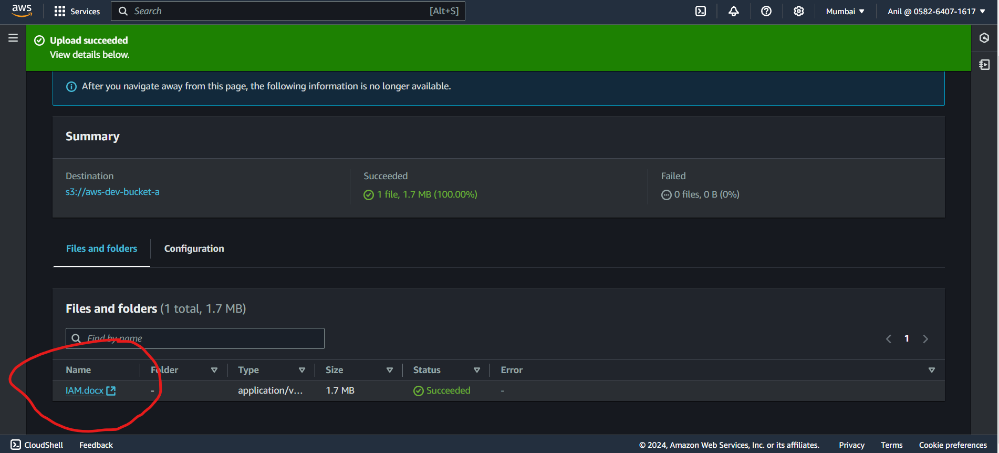 aws Services Search [Alt+S] Mumbai Anil @ 0582-6407-1617
Upload succeeded
View details below.
After you navigate away from this page, the following information is no longer available.
Summary
Destination Succeeded Failed
s3://aws-dev-bucket-a 1 file, 1.7 MB (100.00%) 0 files, 0 B (0%)
Files and folders Configuration
Files and folders (1 total, 1.7 MB)
Find by name 1
Name Folder Type Size Status Error
IAM.docx - application/v... 1.7 MB Succeeded -
CloudShell Feedback © 2024, Amazon Web Services, Inc. or its affiliates. Privacy Terms Cookie preferences